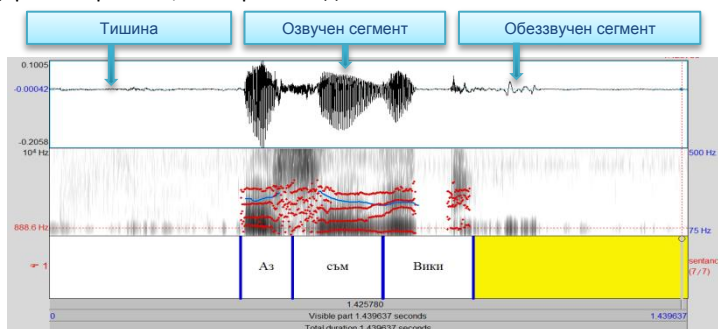 Тишина
Озвучен сегмент
Обеззвучен сегмент
0.1005
-0.00042
-0.2058
10⁴ Hz
500 Hz
888.6 Hz
75 Hz
☞ 1
Аз
съм
Вики
sentanc
(7/7)
1.425780
0
Visible part 1.439637 seconds
1.439637
Total duration 1.439637 seconds